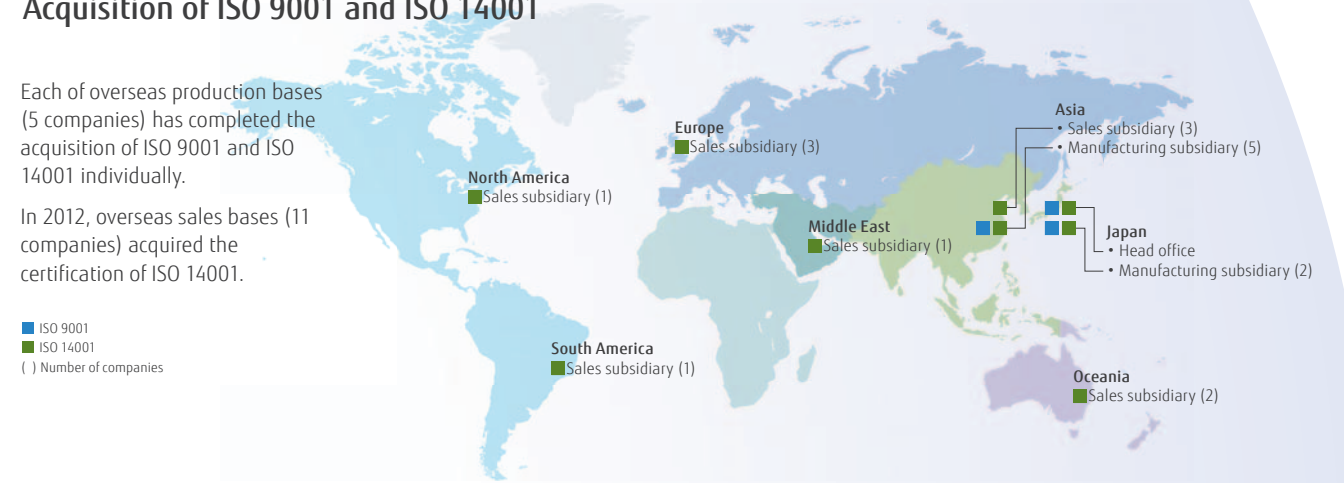 Acquisition of ISO 9001 and ISO 14001
Each of overseas production bases
(5 companies) has completed the
acquisition of ISO 9001 and ISO
14001 individually.
In 2012, overseas sales bases (11
companies) acquired the
certification of ISO 14001.
ISO 9001
ISO 14001
( ) Number of companies
North America
Sales subsidiary (1)
South America
Sales subsidiary (1)
Europe
Sales subsidiary (3)
Middle East
Sales subsidiary (1)
Asia
• Sales subsidiary (3)
• Manufacturing subsidiary (5)
Japan
• Head office
• Manufacturing subsidiary (2)
Oceania
Sales subsidiary (2)